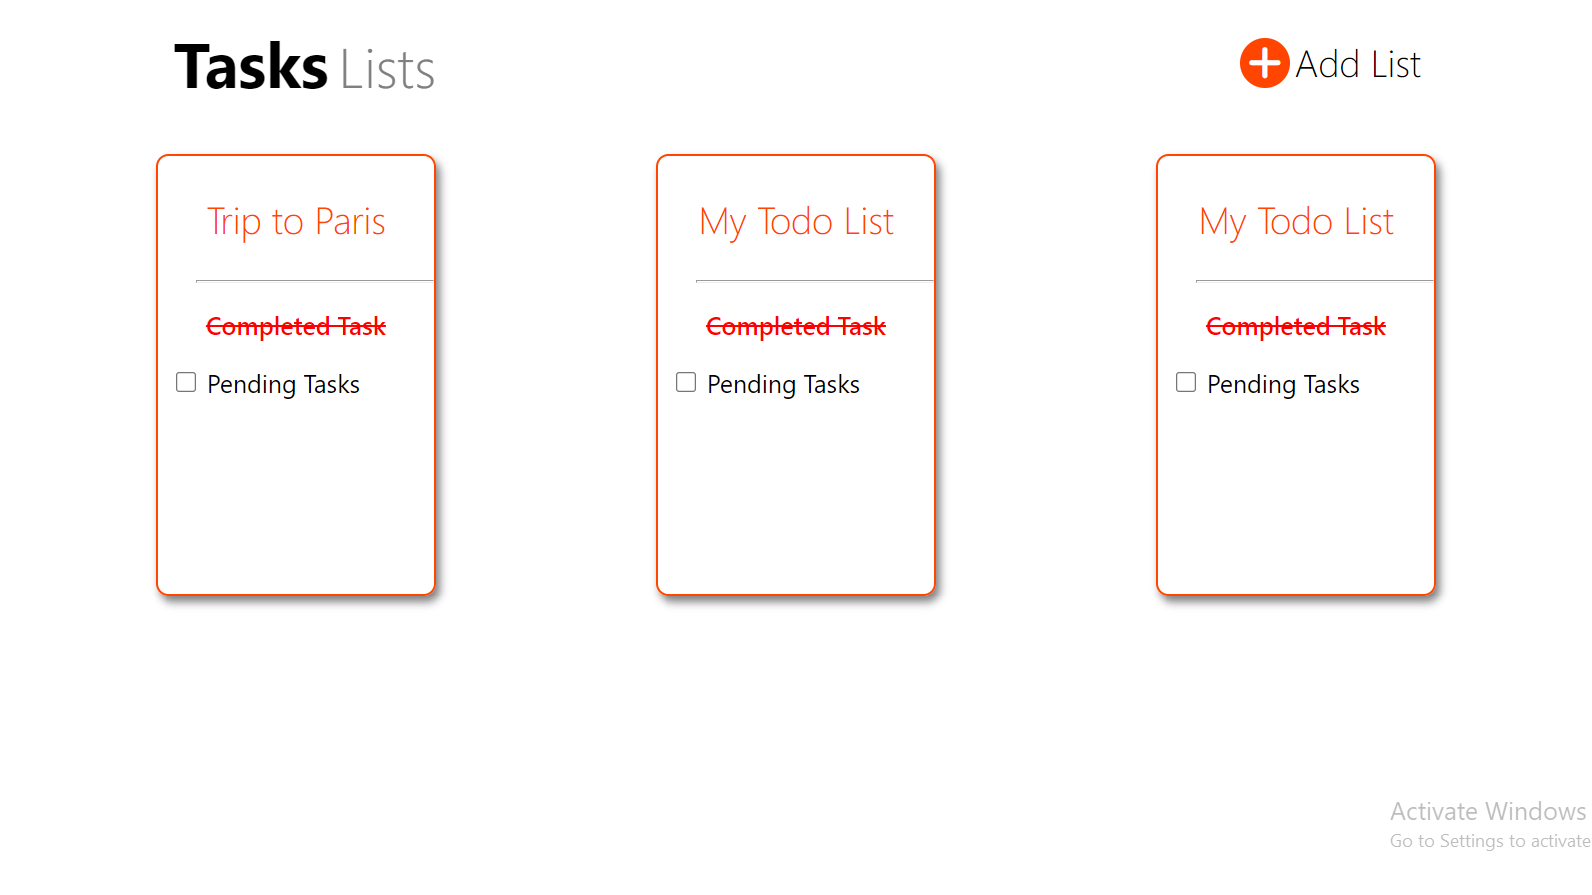 Tasks Lists
Add List
Trip to Paris
Completed Task
Pending Tasks
My Todo List
Completed Task
Pending Tasks
My Todo List
Completed Task
Pending Tasks
Activate Windows
Go to Settings to activate